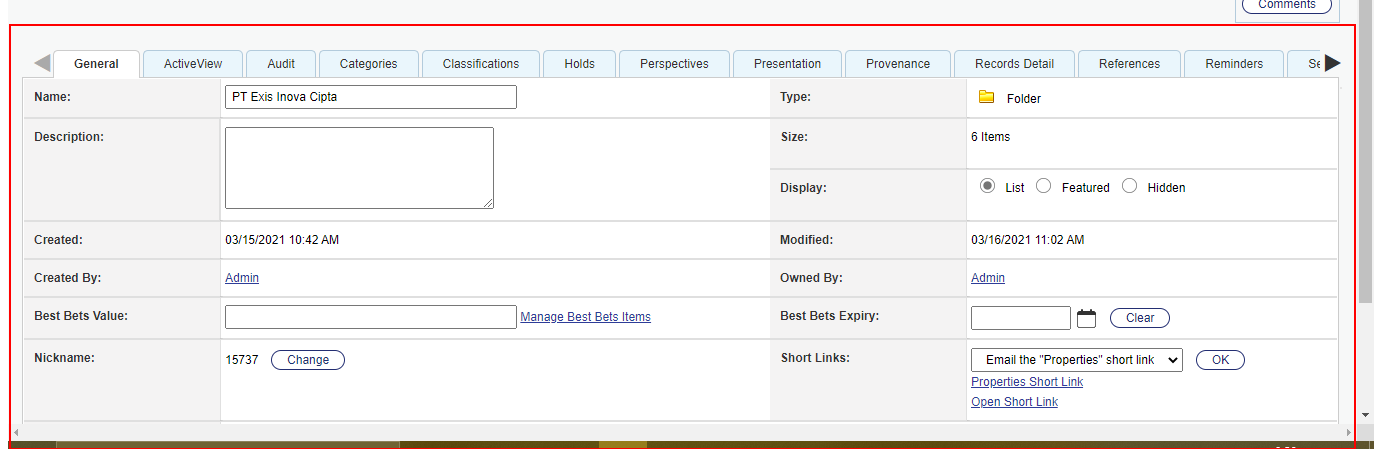 Comments
General ActiveView Audit Categories Classifications Holds Perspectives Presentation Provenance Records Detail References Reminders
Name: PT Exis Inova Cipta Type: Folder
Description: Size: 6 Items
Display: List Featured Hidden
Created: 03/15/2021 10:42 AM Modified: 03/16/2021 11:02 AM
Created By: Admin Owned By: Admin
Best Bets Value: Manage Best Bets Items Best Bets Expiry: Clear
Nickname: 15737 Change Short Links: Email the "Properties" short link OK
Properties Short Link
Open Short Link